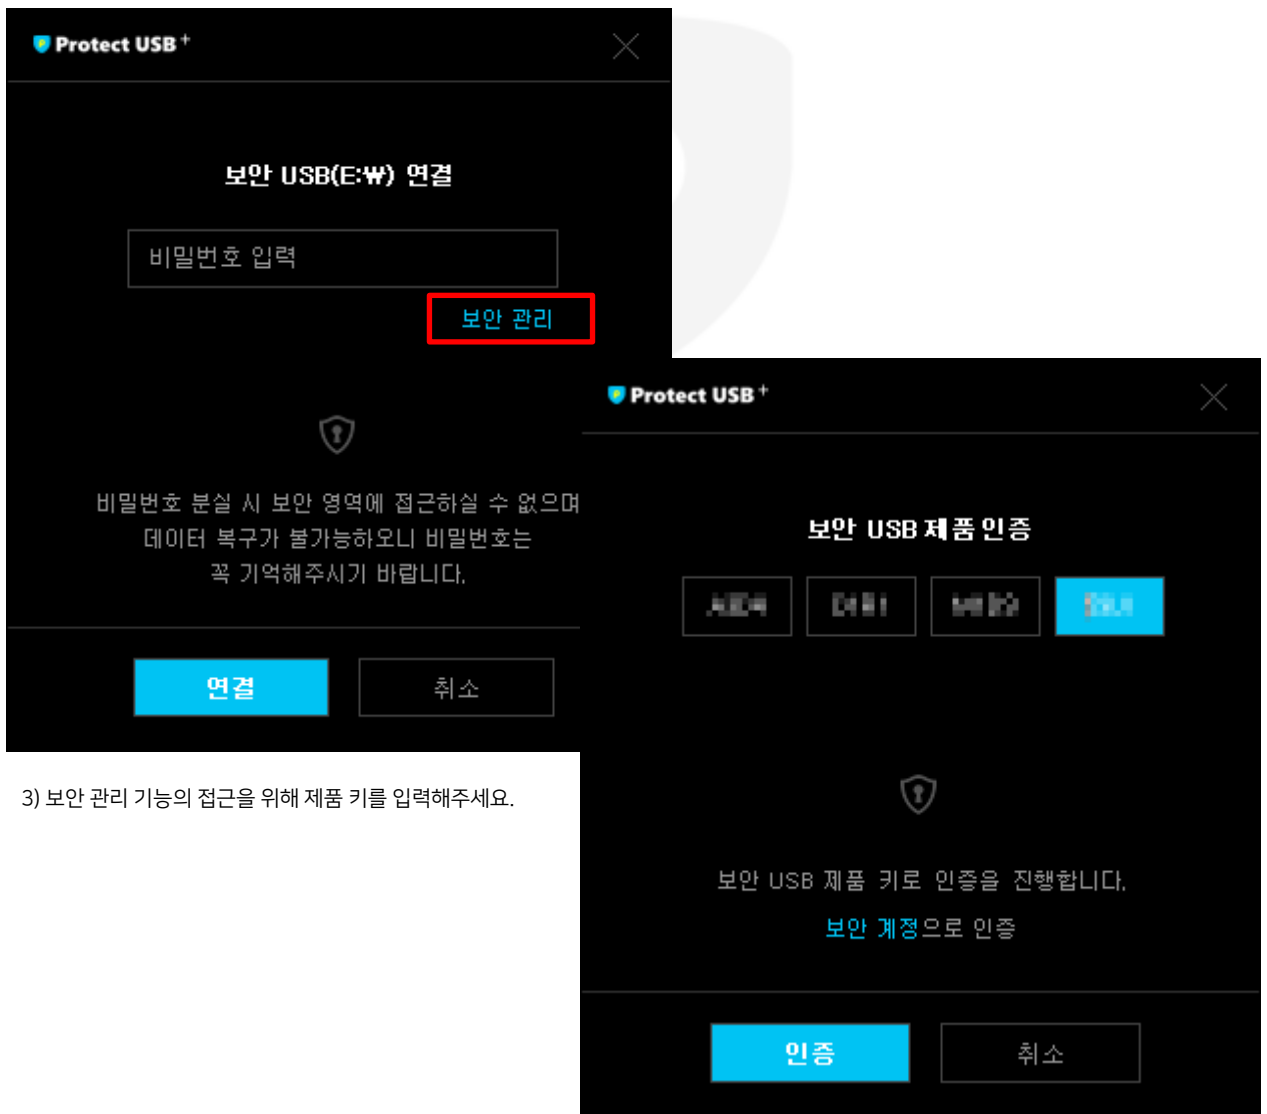 Protect USB+
보안 USB(E:₩) 연결
비밀번호 입력
보안 관리
비밀번호 분실 시 보안 영역에 접근하실 수 없으며
데이터 복구가 불가능하오니 비밀번호는
꼭 기억해주시기 바랍니다.
연결 취소
3) 보안 관리 기능의 접근을 위해 제품 키를 입력해주세요.
Protect USB+
보안 USB 제품 인증
보안 USB 제품 키로 인증을 진행합니다.
보안 계정으로 인증
인증 취소